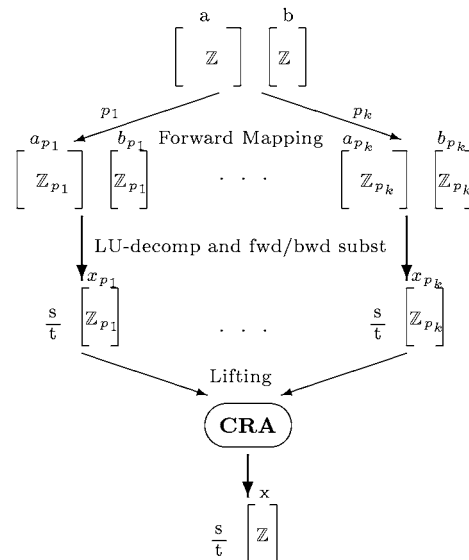 a b
ℤ ℤ
p₁ pₖ
Forward Mapping
aₚ₁ bₚ₁ aₚₖ bₚₖ
ℤₚ₁ ℤₚ₁ . . . ℤₚₖ ℤₚₖ
LU-decomp and fwd/bwd subst
xₚ₁ xₚₖ
s/t ℤₚ₁ . . . s/t ℤₚₖ
Lifting
CRA
x
s/t ℤ